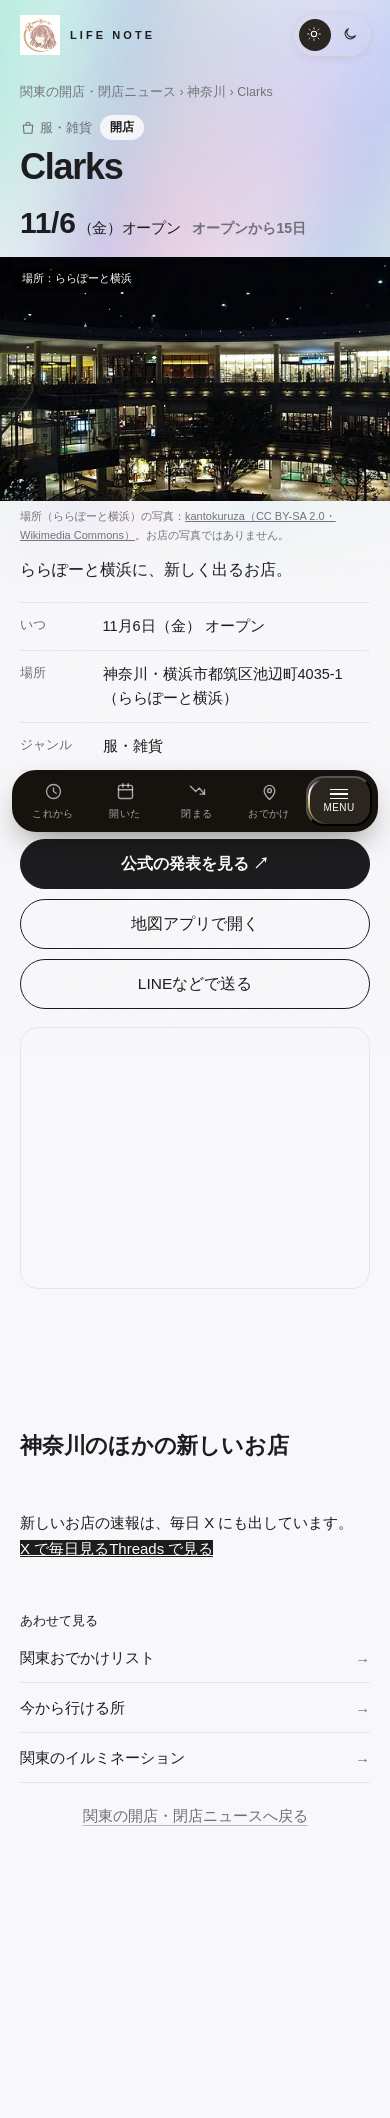 LIFE NOTE
関東の開店・閉店ニュース › 神奈川 › Clarks
服・雑貨 開店
Clarks
11/6（金）オープン オープンから15日
場所：ららぽーと横浜
場所（ららぽーと横浜）の写真：kantokuruza（CC BY-SA 2.0・
Wikimedia Commons）。お店の写真ではありません。
ららぽーと横浜に、新しく出るお店。
いつ 11月6日（金） オープン
場所 神奈川・横浜市都筑区池辺町4035-1
（ららぽーと横浜）
ジャンル 服・雑貨
これから 開いた 閉まる おでかけ MENU
公式の発表を見る ↗
地図アプリで開く
LINEなどで送る
神奈川のほかの新しいお店
新しいお店の速報は、毎日 X にも出しています。
X で毎日見るThreads で見る
あわせて見る
関東おでかけリスト →
今から行ける所 →
関東のイルミネーション →
関東の開店・閉店ニュースへ戻る